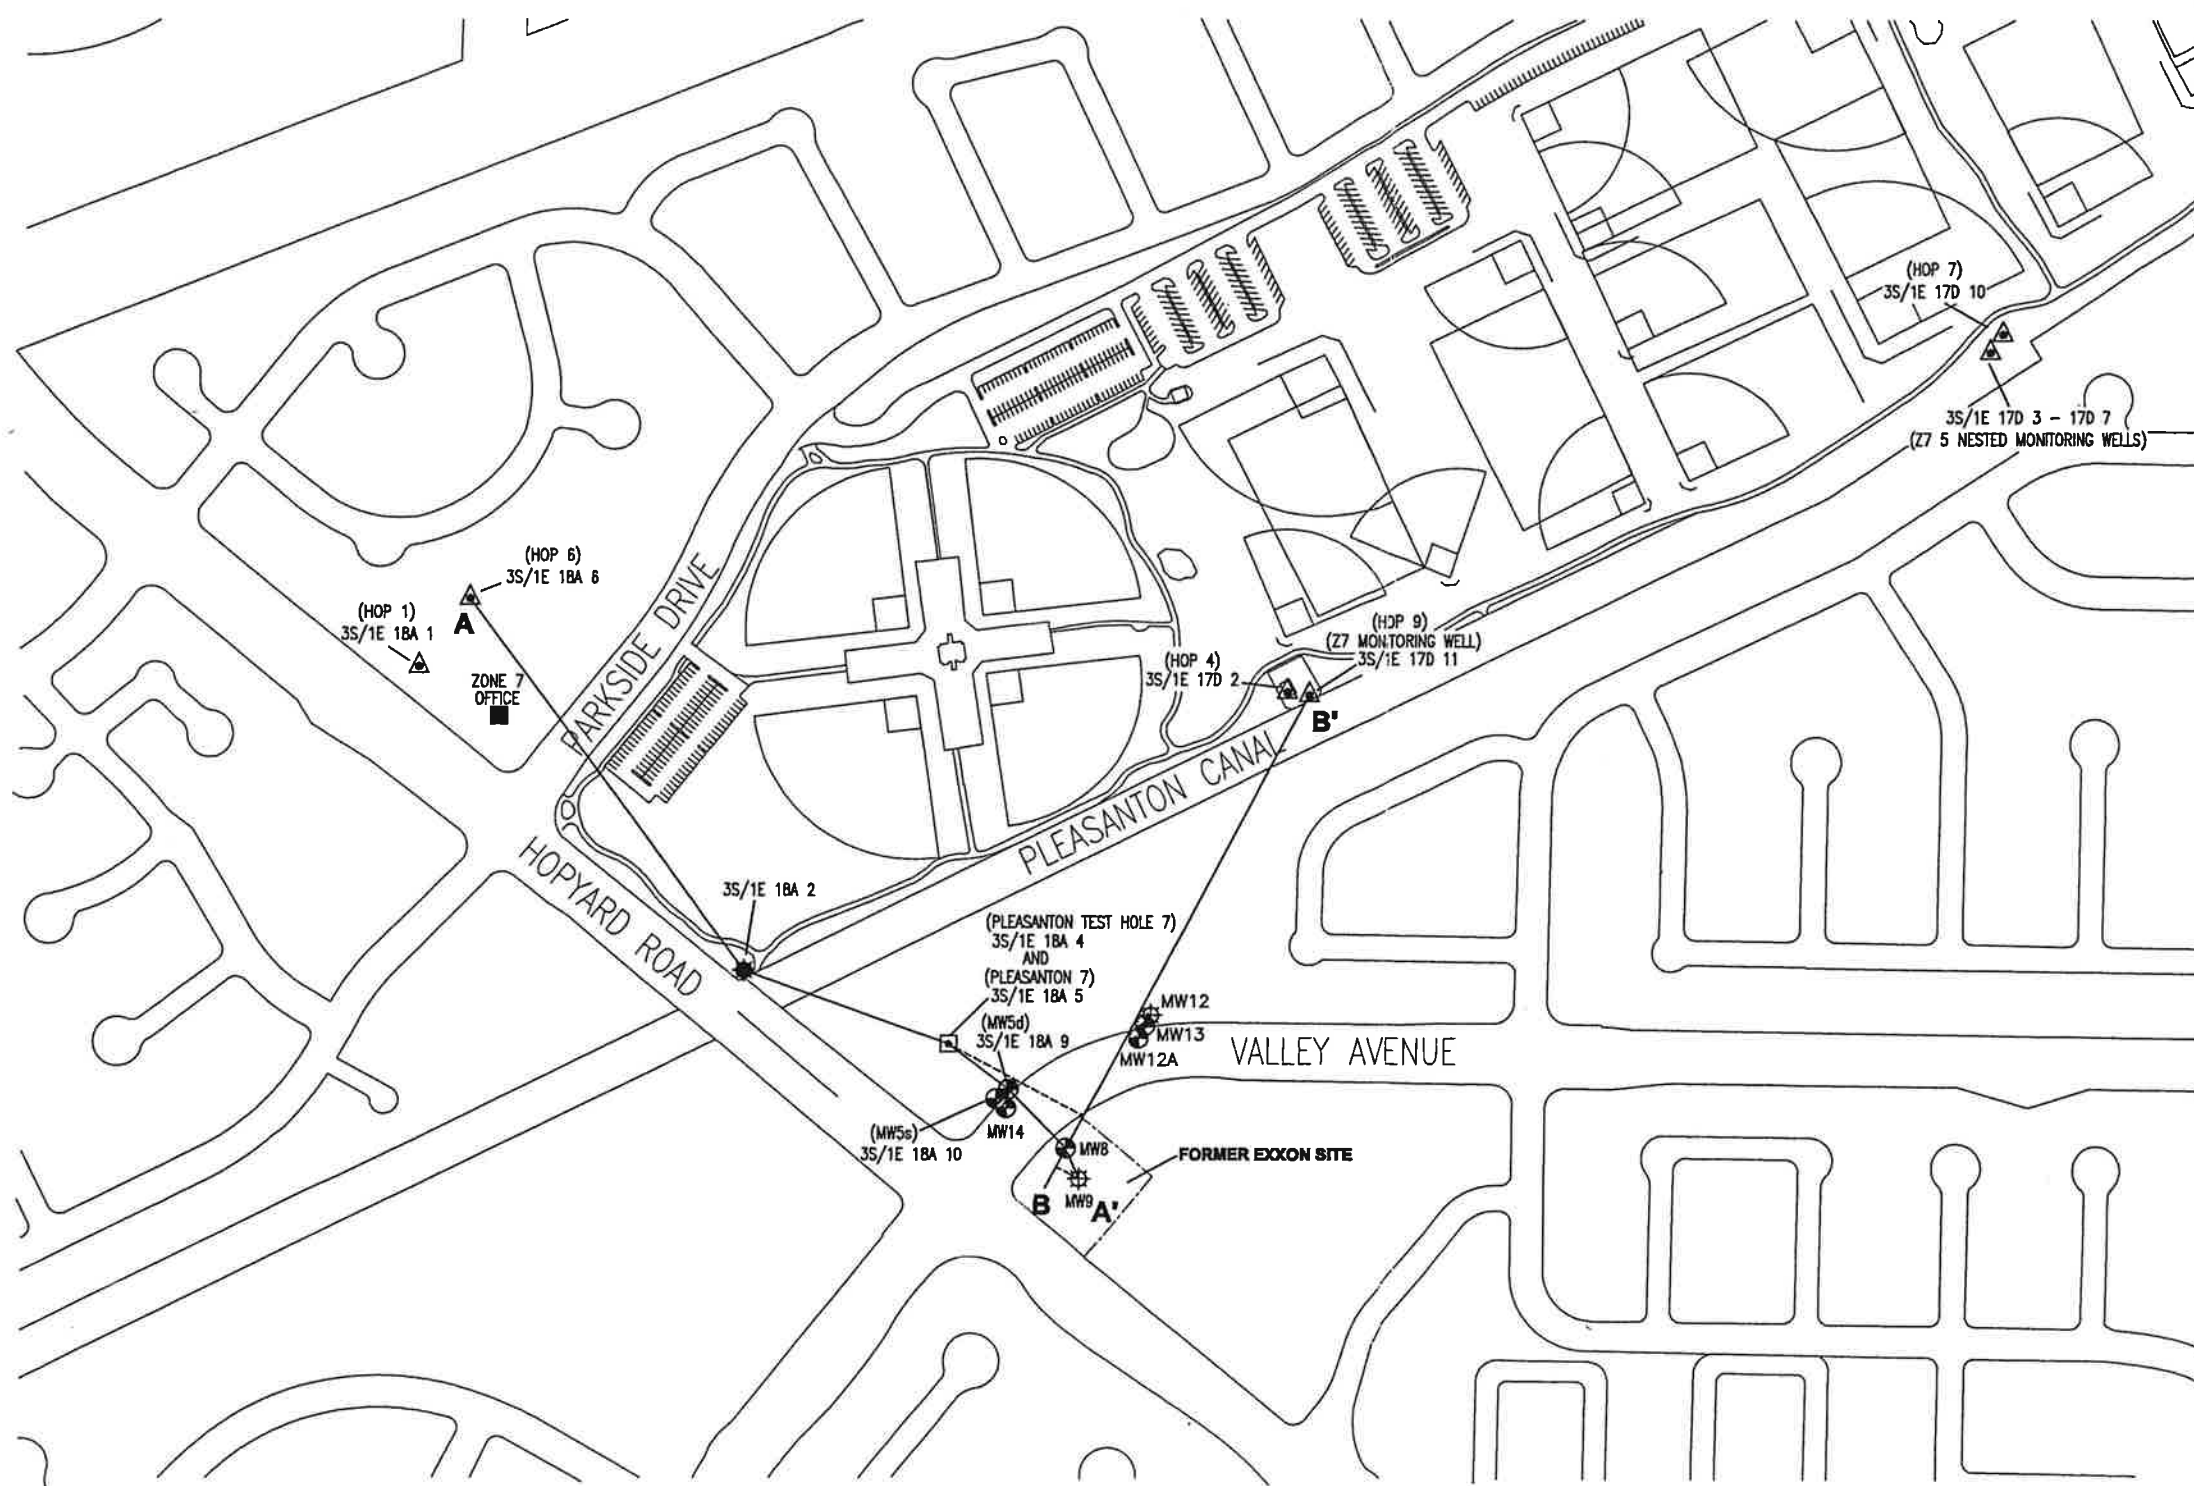 (HOP 7)
3S/1E 17D 10
3S/1E 17D 3 - 17D 7
(Z7 5 NESTED MONITORING WELLS)
(HOP 6)
3S/1E 18A 6
A
(HOP 1)
3S/1E 18A 1
ZONE 7
OFFICE
PARKSIDE DRIVE
(HOP 9)
(Z7 MONITORING WELL)
3S/1E 17D 11
(HOP 4)
3S/1E 17D 2
B'
PLEASANTON CANAL
HOPYARD ROAD
3S/1E 18A 2
(PLEASANTON TEST HOLE 7)
3S/1E 18A 4
AND
(PLEASANTON 7)
3S/1E 18A 5
(MW5d)
3S/1E 18A 9
MW12
MW13
MW12A
VALLEY AVENUE
(MW5s)
3S/1E 18A 10
MW14
MW8
FORMER EXXON SITE
B
MW9
A'